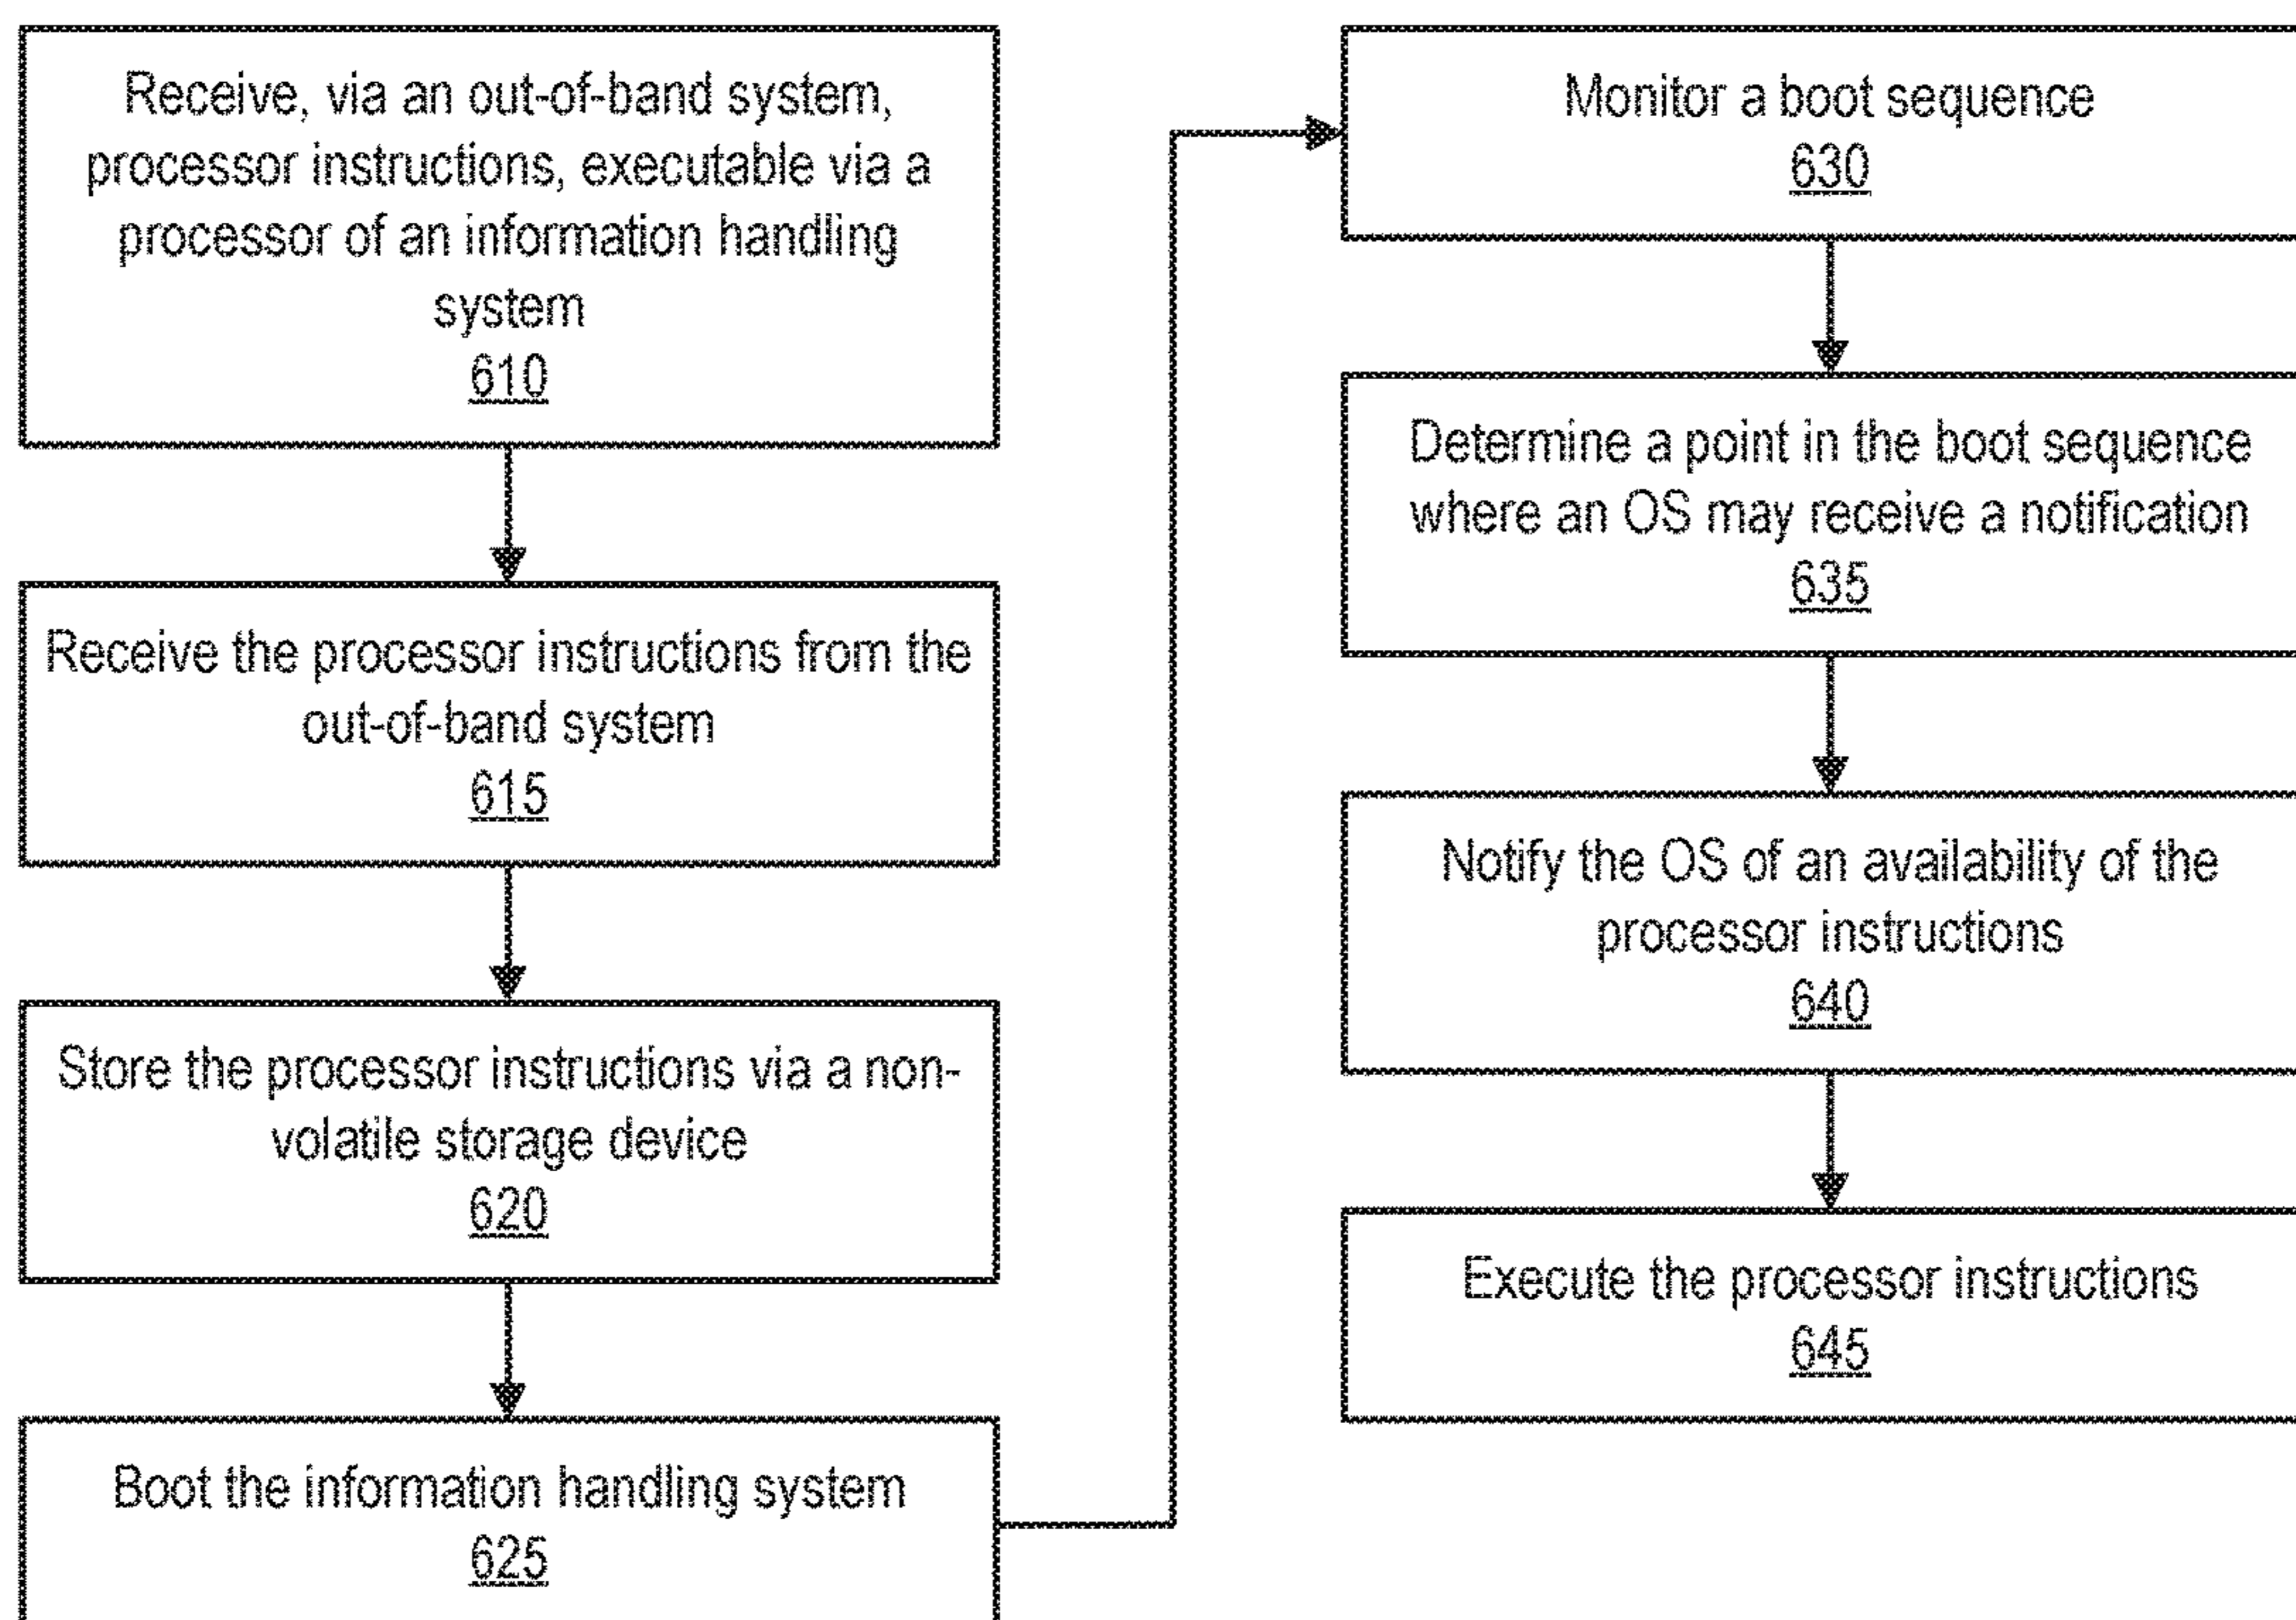 Receive, via an out-of-band system,
processor instructions, executable via a
processor of an information handling
system
610
Receive the processor instructions from the
out-of-band system
615
Store the processor instructions via a non-
volatile storage device
620
Boot the information handling system
625
Monitor a boot sequence
630
Determine a point in the boot sequence
where an OS may receive a notification
635
Notify the OS of an availability of the
processor instructions
640
Execute the processor instructions
645